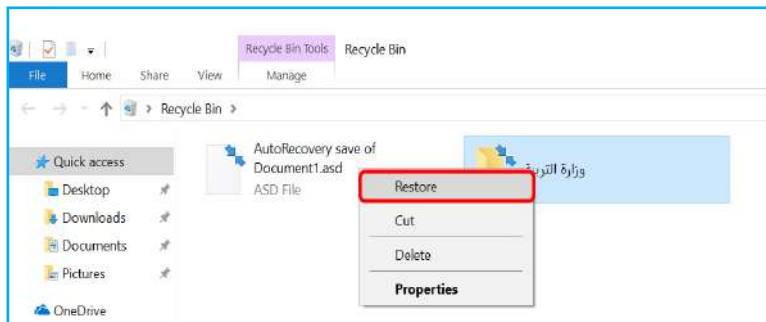 Recycle Bin Tools
Recycle Bin
File
Home
Share
View
Manage
Recycle Bin
Quick access
Desktop
Downloads
Documents
Pictures
OneDrive
AutoRecovery save of
Document1.asd
ASD File
وزارة التربية
Restore
Cut
Delete
Properties